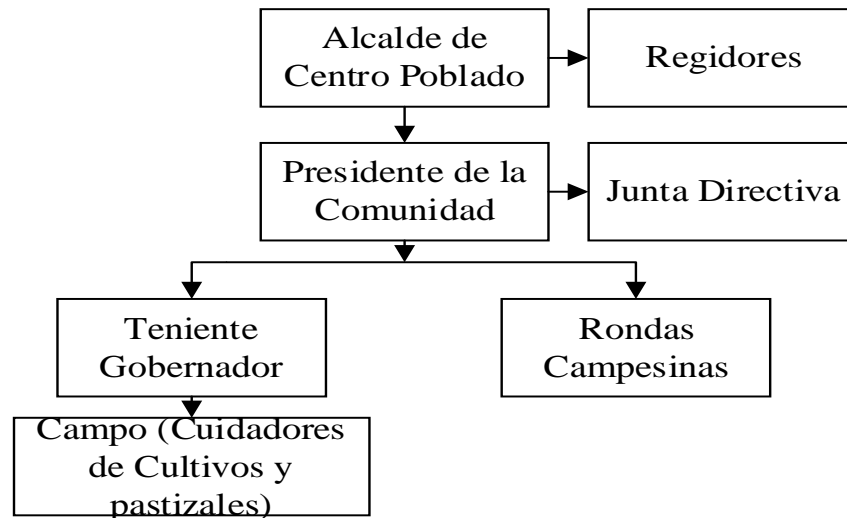 Alcalde de
Centro Poblado
Regidores
Presidente de la
Comunidad
Junta Directiva
Teniente
Gobernador
Rondas
Campesinas
Campo (Cuidadores
de Cultivos y
pastizales)